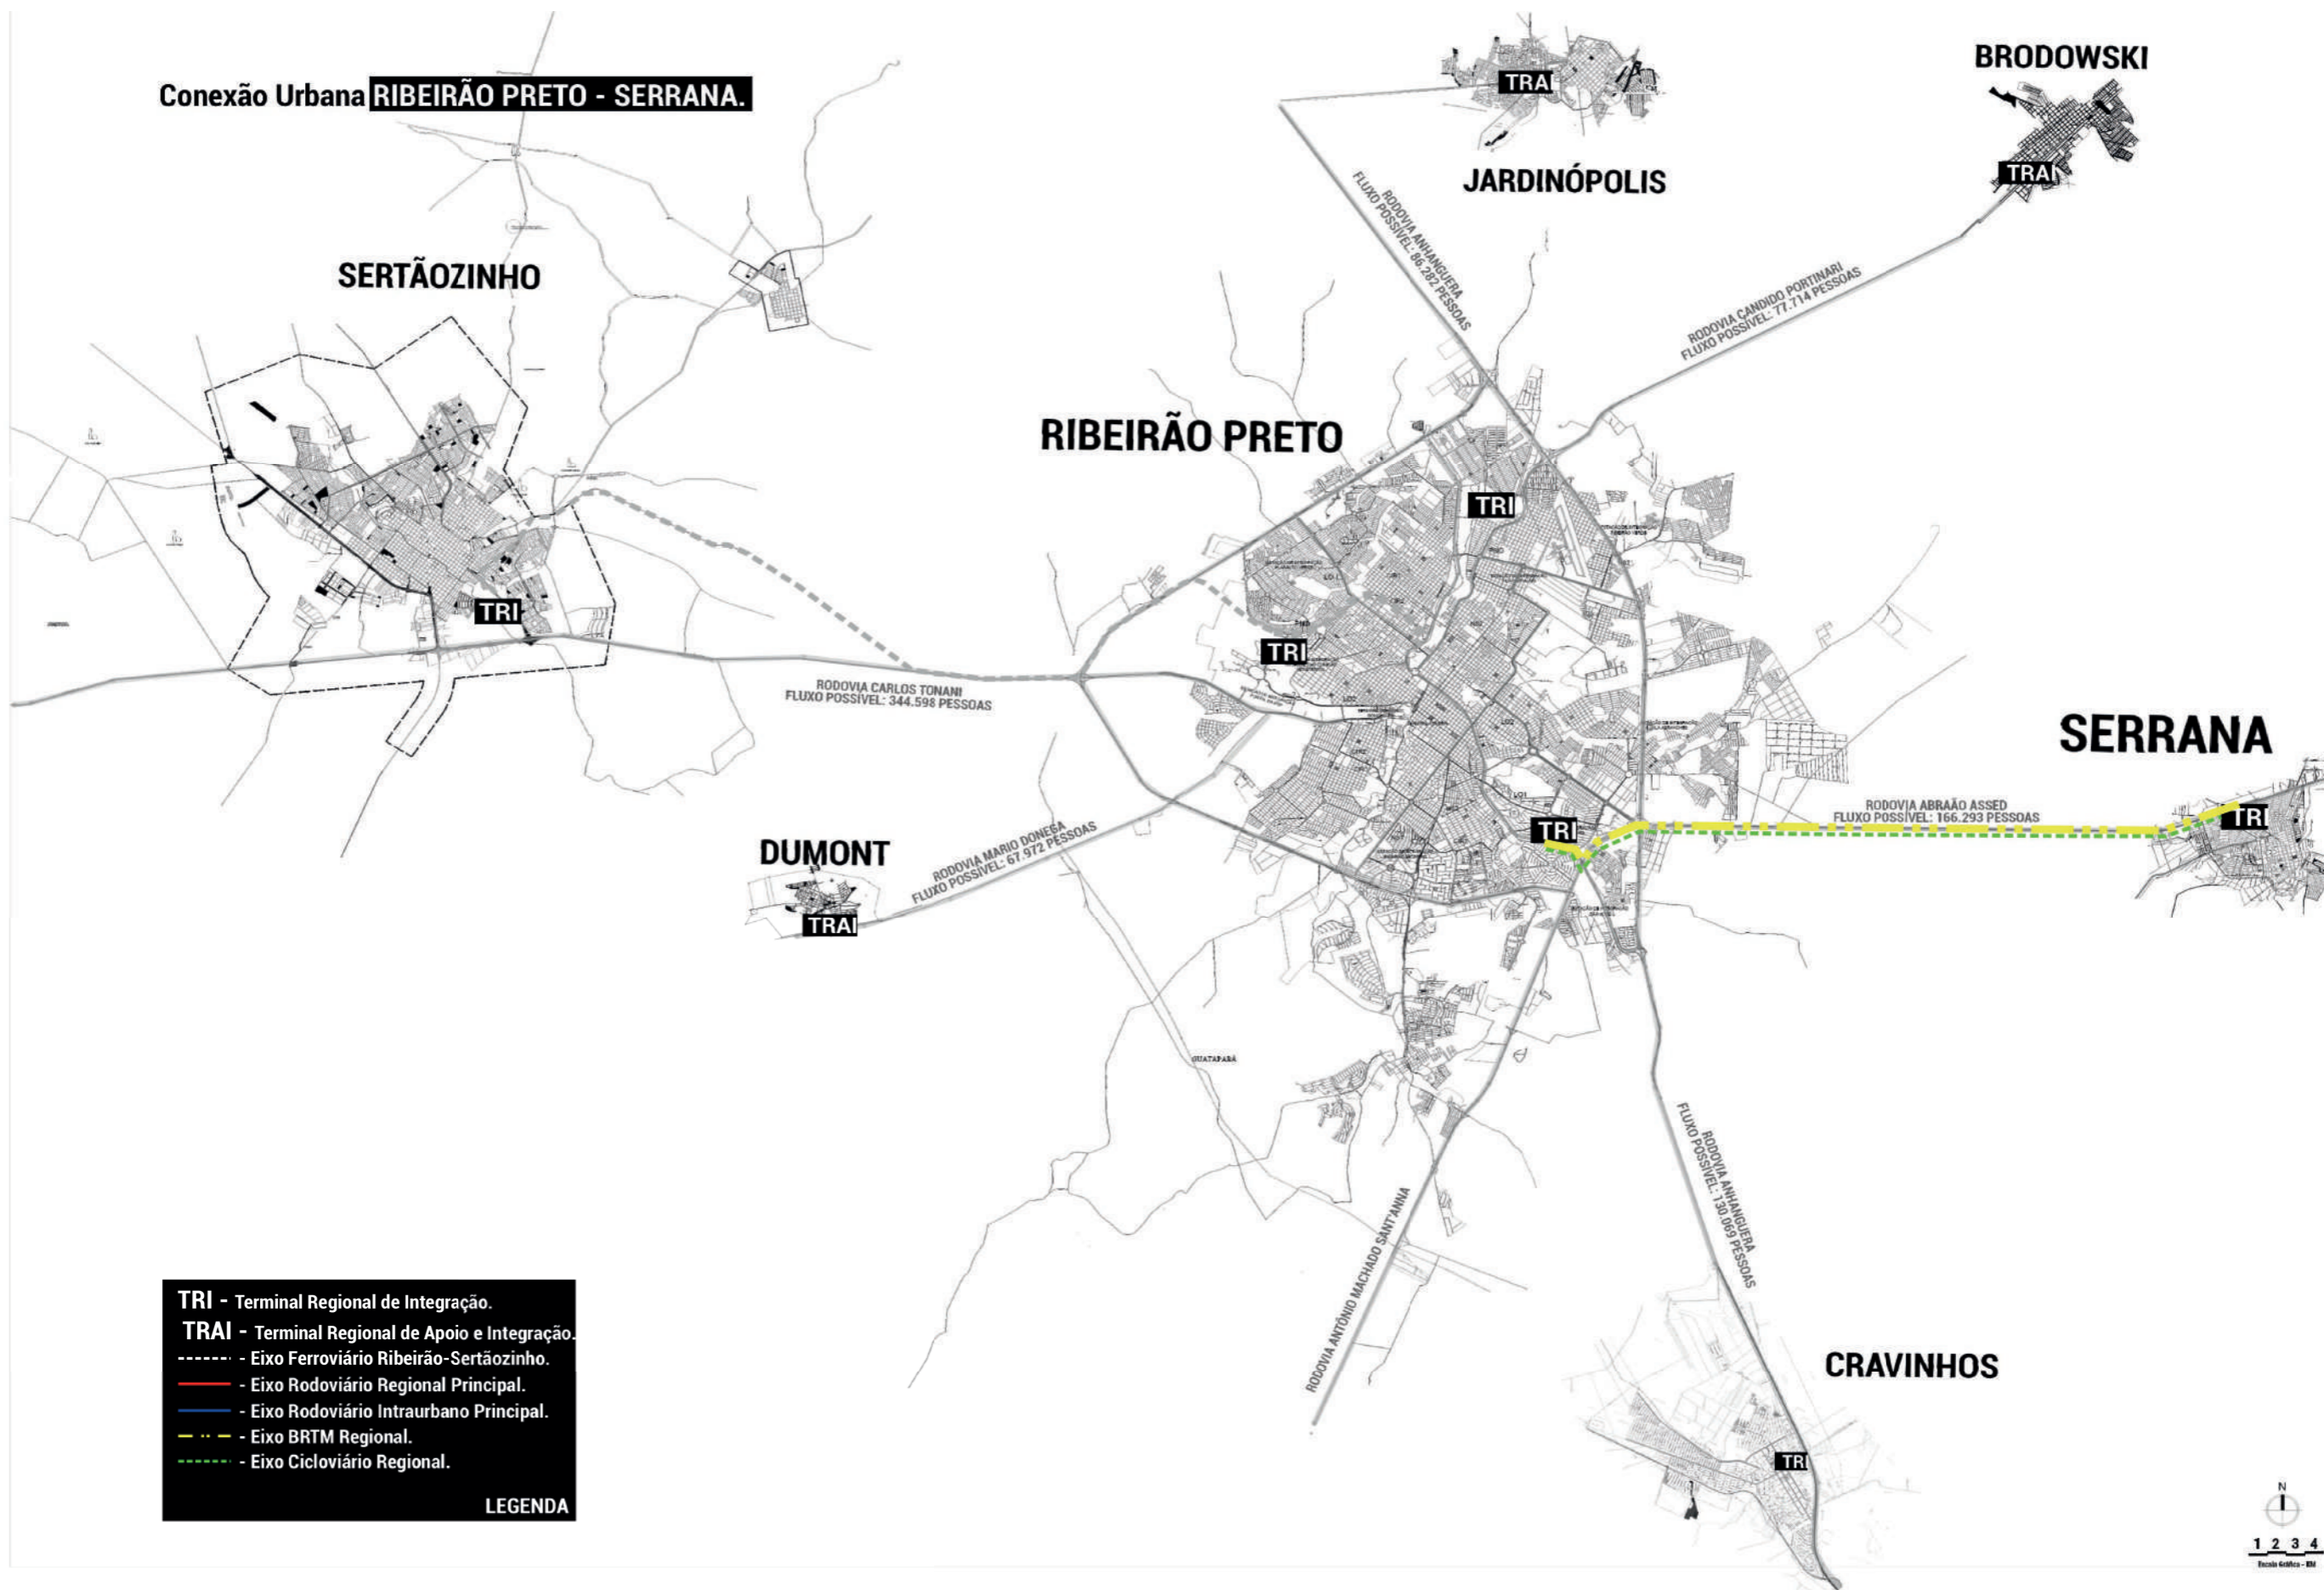 Conexão Urbana RIBEIRÃO PRETO - SERRANA.
TRAI
JARDINÓPOLIS
BRODOWSKI
TRAI
RODOVIA ANHANGUERA
FLUXO POSSÍVEL: 86.282 PESSOAS
RODOVIA CANDIDO PORTINARI
FLUXO POSSÍVEL: 77.714 PESSOAS
SERTÃOZINHO
TRI
RIBEIRÃO PRETO
TRI
TRI
TRI
RODOVIA CARLOS TONANI
FLUXO POSSÍVEL: 344.598 PESSOAS
SERRANA
RODOVIA ABRAÃO ASSED
FLUXO POSSÍVEL: 166.293 PESSOAS
TRI
DUMONT
TRAI
RODOVIA MARIO DONEGA
FLUXO POSSÍVEL: 67.972 PESSOAS
GUATAPARÁ
RODOVIA ANTÔNIO MACHADO SANT'ANNA
RODOVIA ANHANGUERA
FLUXO POSSÍVEL: 130.069 PESSOAS
CRAVINHOS
TRI
TRI - Terminal Regional de Integração.
TRAI - Terminal Regional de Apoio e Integração.
- Eixo Ferroviário Ribeirão-Sertãozinho.
- Eixo Rodoviário Regional Principal.
- Eixo Rodoviário Intraurbano Principal.
- Eixo BRTM Regional.
- Eixo Cicloviário Regional.
LEGENDA
N
1 2 3 4
Escala Gráfica - KM